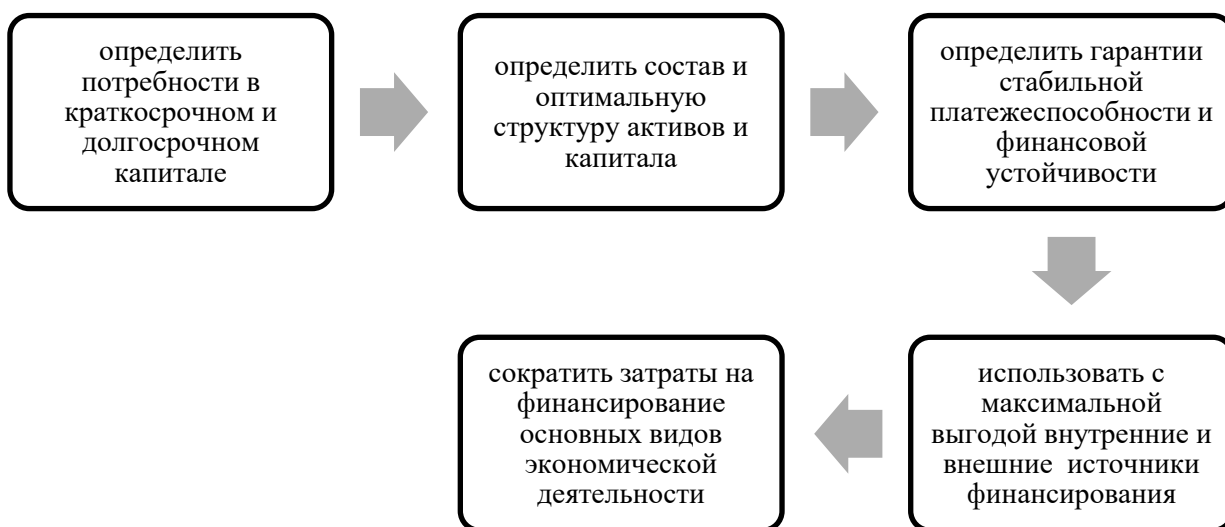 определить
потребности в
краткосрочном и
долгосрочном
капитале
определить состав и
оптимальную
структуру активов и
капитала
определить гарантии
стабильной
платежеспособности и
финансовой
устойчивости
использовать с
максимальной
выгодой внутренние и
внешние источники
финансирования
сократить затраты на
финансирование
основных видов
экономической
деятельности